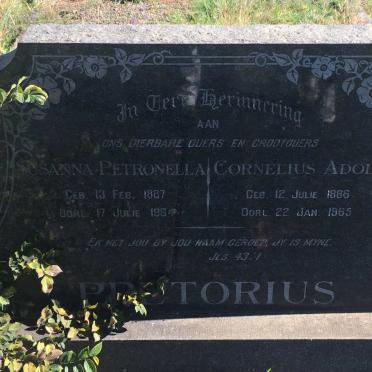 In Teer Herinnering
AAN
ONS DIERBARE OUERS EN GROOTOUERS
SUSANNA PETRONELLA CORNELIUS ADOL
GEB. 13 FEB. 1887 GEB. 12 JULIE 1886
OORL. 17 JULIE OORL. 22 JAN. 1965
EK HET JOU BY JOU NAAM GEROEP, JY IS MYNE.
JES. 43:1
PRETORIUS